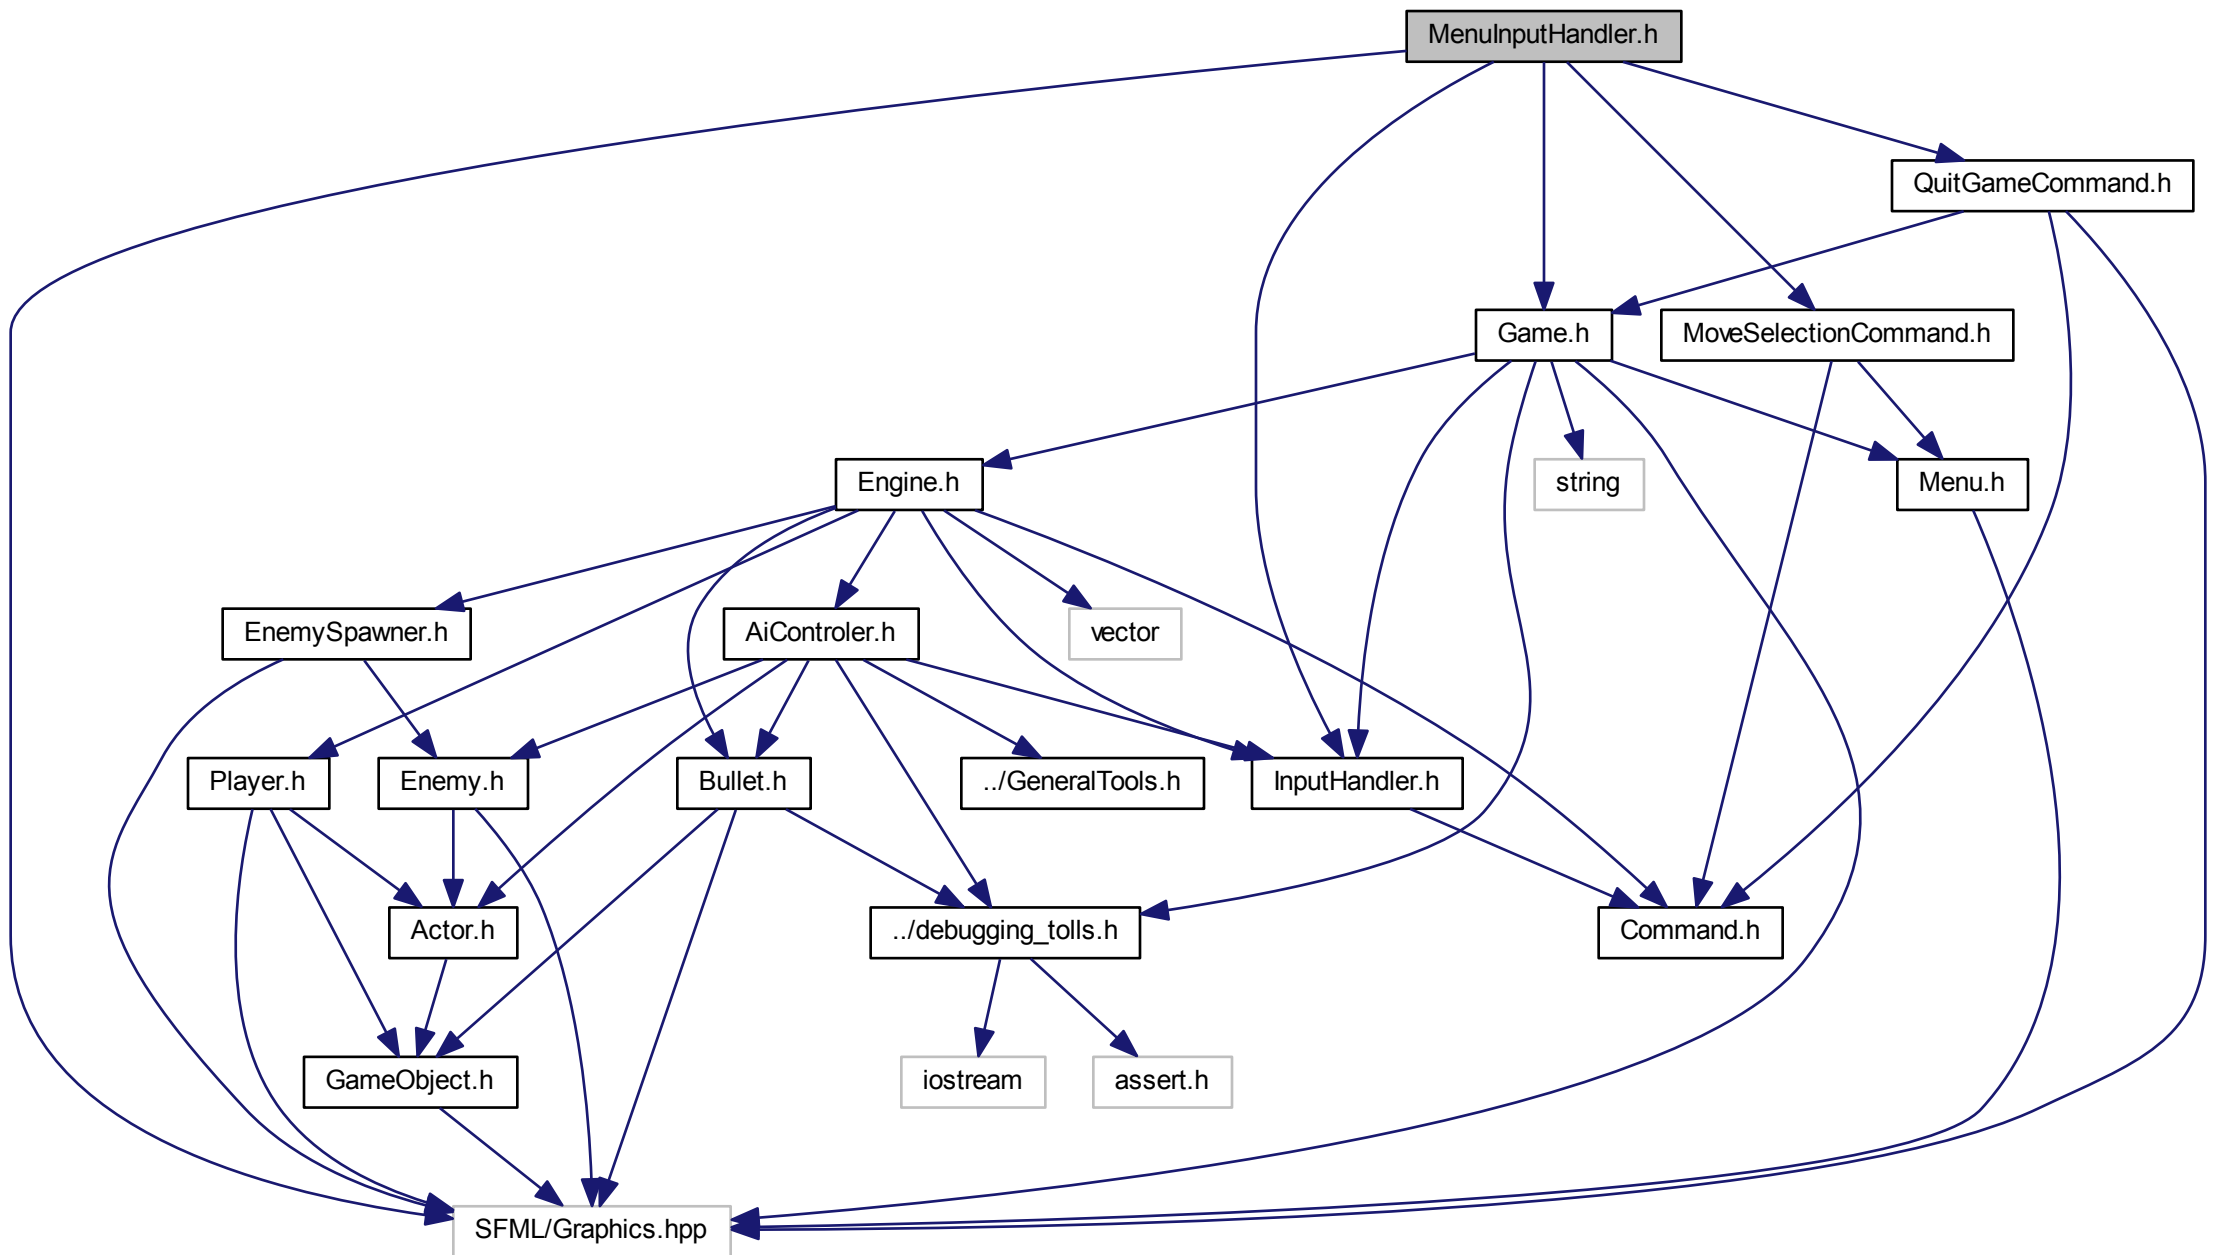 MenuInputHandler.h
QuitGameCommand.h
Game.h
MoveSelectionCommand.h
Engine.h
string
Menu.h
EnemySpawner.h
AiControler.h
vector
Player.h
Enemy.h
Bullet.h
../GeneralTools.h
InputHandler.h
Actor.h
../debugging_tolls.h
Command.h
GameObject.h
iostream
assert.h
SFML/Graphics.hpp